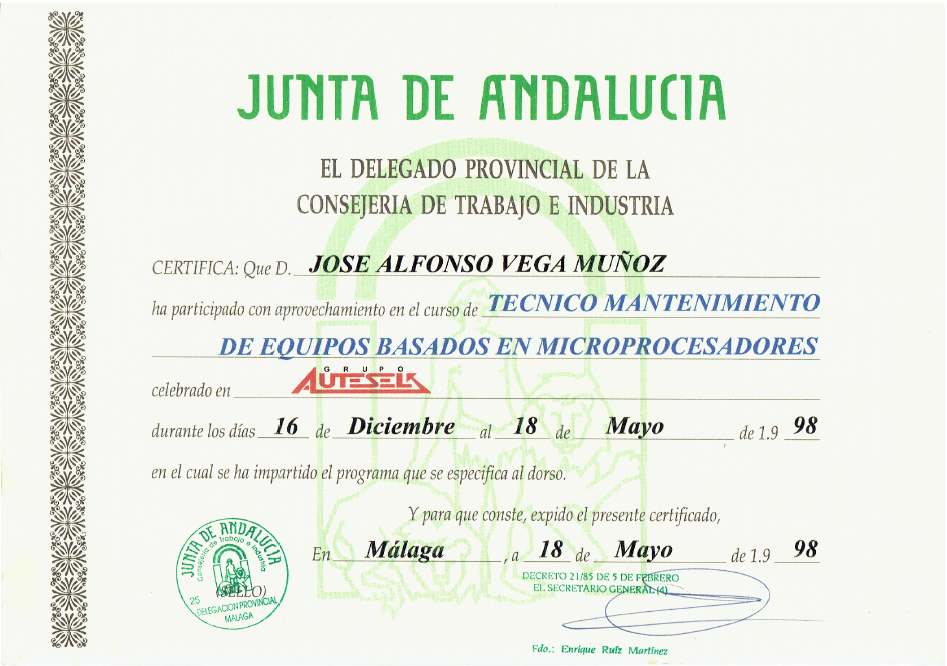 JUNTA DE ANDALUCIA
EL DELEGADO PROVINCIAL DE LA
CONSEJERIA DE TRABAJO E INDUSTRIA
CERTIFICA: Que D. JOSE ALFONSO VEGA MUÑOZ
ha participado con aprovechamiento en el curso de TECNICO MANTENIMIENTO
DE EQUIPOS BASADOS EN MICROPROCESADORES
celebrado en GRUPO AUTESELK
durante los días 16 de Diciembre al 18 de Mayo de 1.9 98
en el cual se ha impartido el programa que se especifica al dorso.
Y para que conste, expido el presente certificado,
En Málaga, a 18 de Mayo de 1.9 98
JUNTA DE ANDALUCIA
Consejería de Trabajo e Industria
(SELLO)
25
DELEGACION PROVINCIAL
MALAGA
DECRETO 21/85 DE 5 DE FEBRERO
EL SECRETARIO GENERAL (4)
Fdo.: Enrique Ruíz Martínez